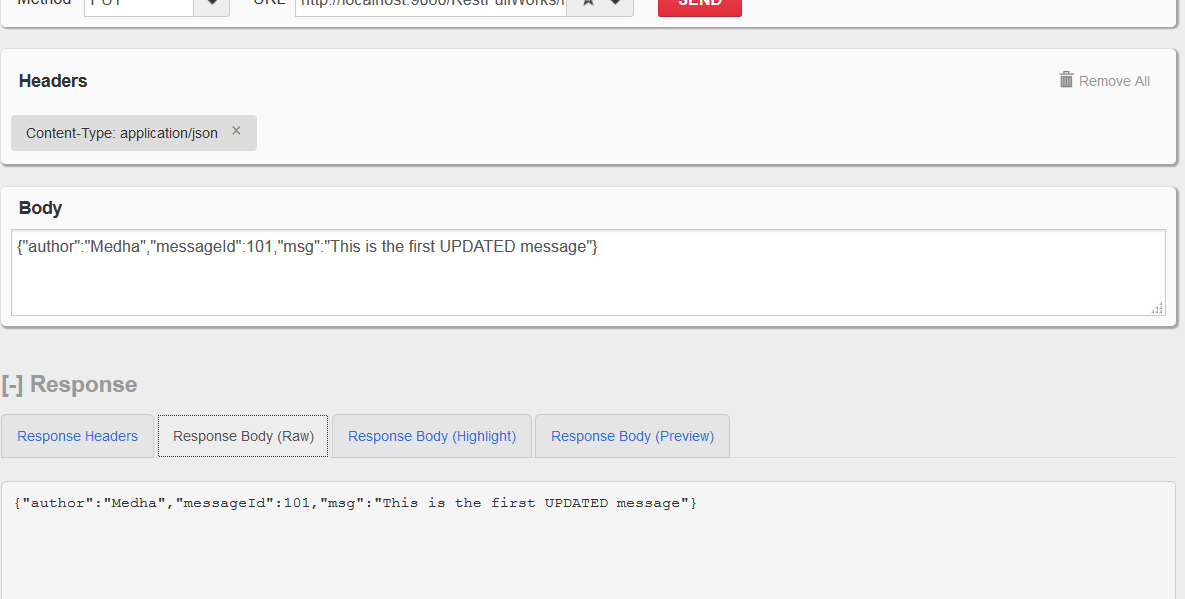 Method PUT URL http://localhost:9080/RestFullWorks/ SEND
Headers
Remove All
Content-Type: application/json ×
Body
{"author":"Medha","messageId":101,"msg":"This is the first UPDATED message"}
[-] Response
Response Headers Response Body (Raw) Response Body (Highlight) Response Body (Preview)
{"author":"Medha","messageId":101,"msg":"This is the first UPDATED message"}